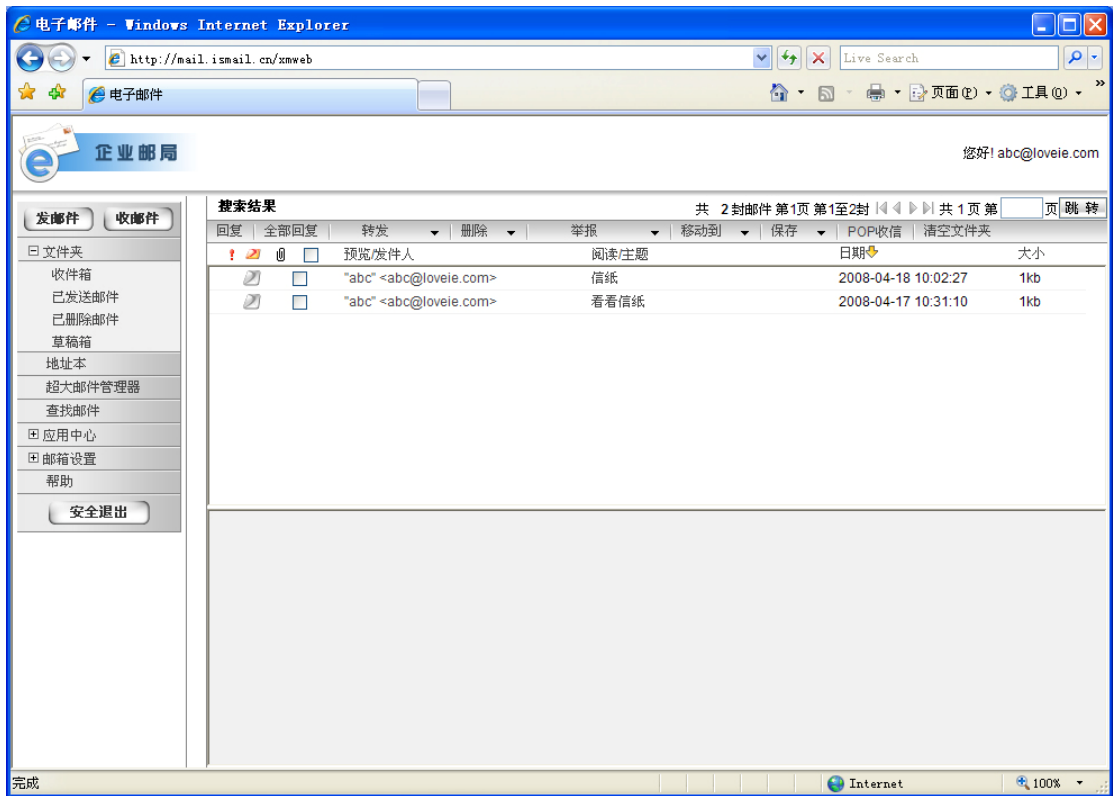 电子邮件 - Windows Internet Explorer
http://mail.ismail.cn/xmweb
Live Search
电子邮件
页面(P) 工具(O) »
企业邮局
您好! abc@loveie.com
发邮件 收邮件
搜索结果
共 2 封邮件 第1页 第1至2封 共 1 页 第 页 跳 转
回复 全部回复 转发 删除 举报 移动到 保存 POP收信 清空文件夹
文件夹
预览/发件人 阅读/主题 日期 大小
收件箱
"abc" <abc@loveie.com> 信纸 2008-04-18 10:02:27 1kb
已发送邮件
"abc" <abc@loveie.com> 看看信纸 2008-04-17 10:31:10 1kb
已删除邮件
草稿箱
地址本
超大邮件管理器
查找邮件
应用中心
邮箱设置
帮助
安全退出
完成
Internet
100%